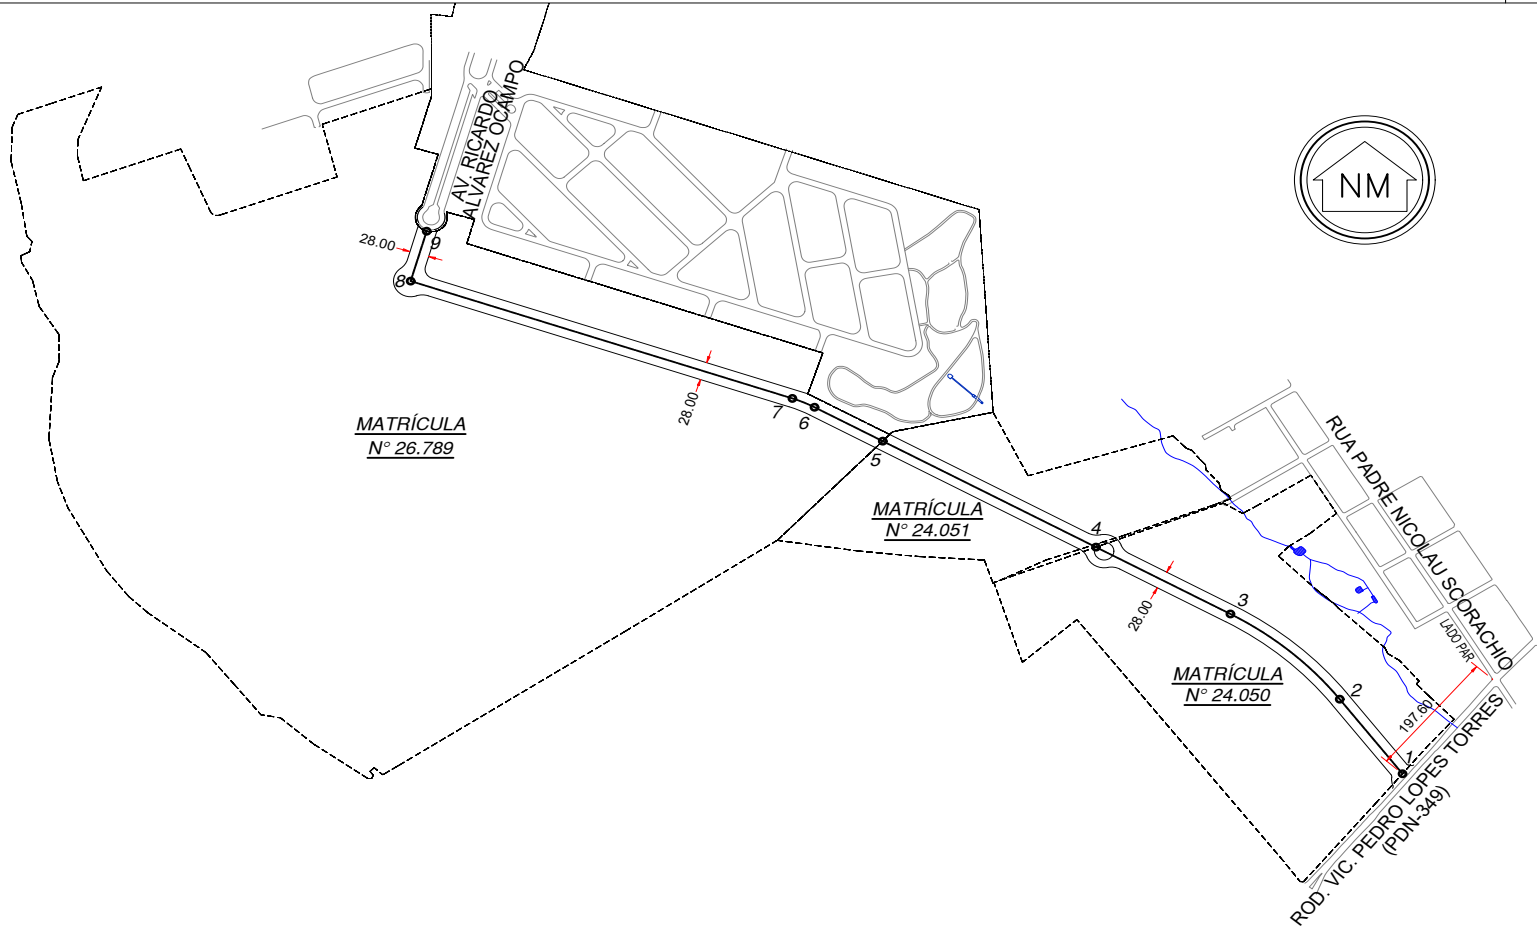 AV. RICARDO
ALVÁREZ OCAMPO
NM
28.00
9
8
28.00
7
6
5
MATRÍCULA
N° 26.789
MATRÍCULA
N° 24.051
4
28.00
3
RUA PADRE NICOLAU SCORACHIO
LADO PAR
MATRÍCULA
N° 24.050
2
197.60
1
ROD. VIC. PEDRO LOPES TORRES
(PDN-349)